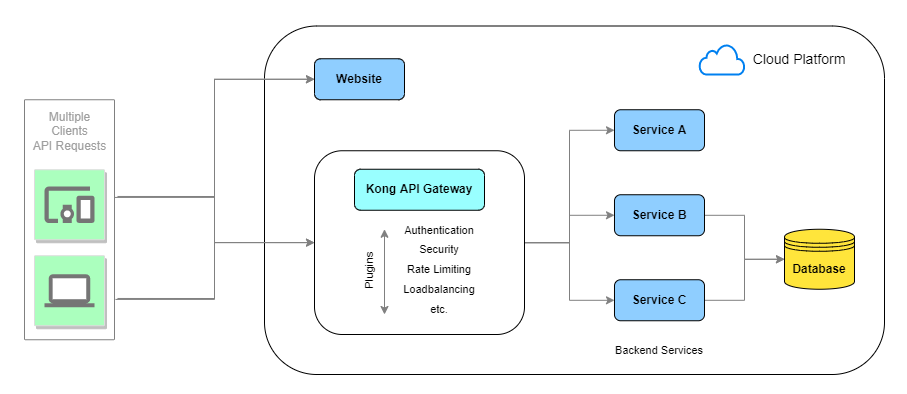 Cloud Platform
Website
Multiple
Clients
API Requests
Service A
Kong API Gateway
Authentication
Security
Rate Limiting
Loadbalancing
etc.
Plugins
Service B
Database
Service C
Backend Services